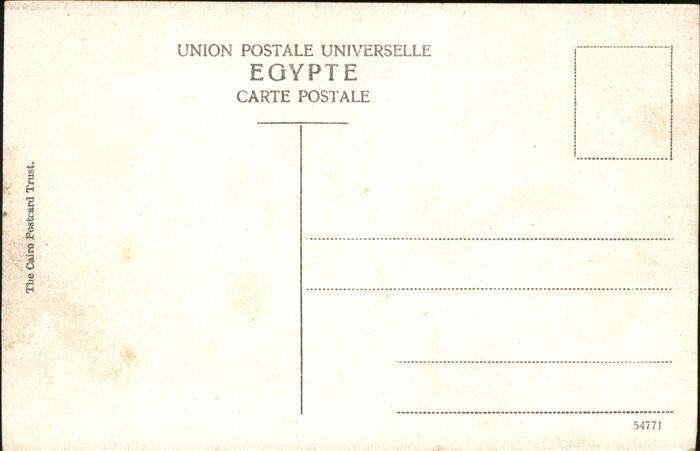 UNION POSTALE UNIVERSELLE
EGYPTE
CARTE POSTALE
The Cairo Postcard Trust.
54771